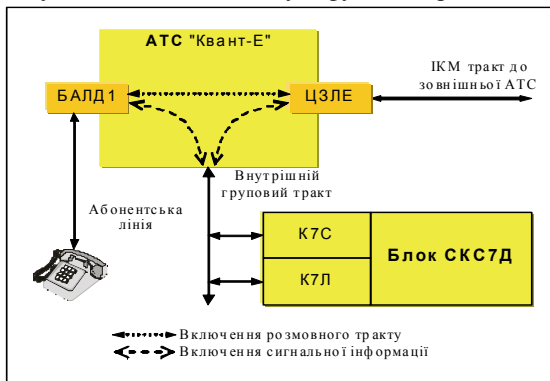 АТС "Квант-Е"
БАЛД1
ЦЗЛЕ
ІКМ тракт до
зовнішньої АТС
Внутрішній
груповий тракт
Абонентська
лінія
К7С
К7Л
Блок СКС7Д
Включення розмовного тракту
Включення сигнальної інформації